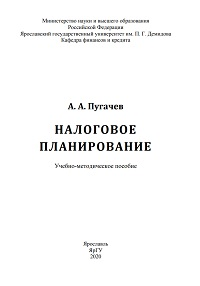 Министерство науки и высшего образования
Российской Федерации
Ярославский государственный университет им. П. Г. Демидова
Кафедра финансов и кредита
А. А. Пугачев
НАЛОГОВОЕ
ПЛАНИРОВАНИЕ
Учебно-методическое пособие
Ярославль
ЯрГУ
2020